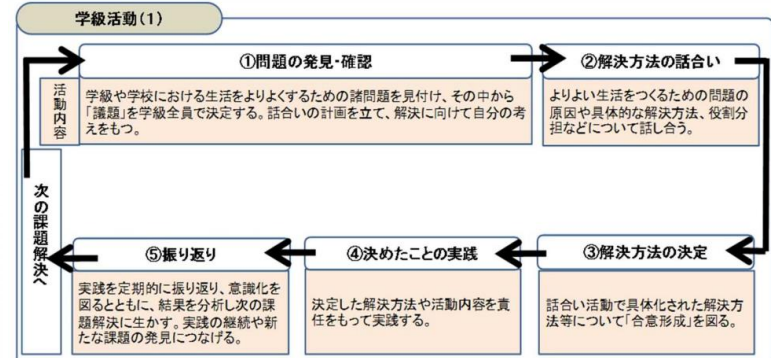 学級活動(1)
①問題の発見・確認
活動内容
学級や学校における生活をよりよくするための諸問題を見付け、その中から
「議題」を学級全員で決定する。話合いの計画を立て、解決に向けて自分の考
えをもつ。
②解決方法の話合い
よりよい生活をつくるための問題の
原因や具体的な解決方法、役割分
担などについて話し合う。
③解決方法の決定
話合い活動で具体化された解決方
法等について「合意形成」を図る。
④決めたことの実践
決定した解決方法や活動内容を責
任をもって実践する。
⑤振り返り
実践を定期的に振り返り、意識化を
図るとともに、結果を分析し次の課
題解決に生かす。実践の継続や新
たな課題の発見につなげる。
次の課題解決へ